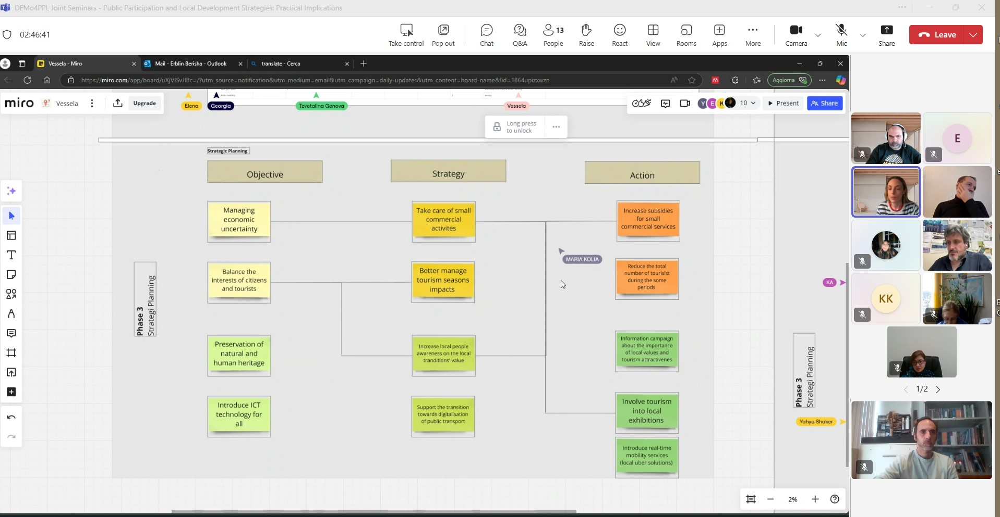 DEMo4PPL Joint Seminars - Public Participation and Local Development Strategies: Practical Implications
02:46:41
Take control
Pop out
Chat
Q&A
13
People
Raise
React
View
Rooms
Apps
More
Camera
Mic
Share
Leave
Vessela - Miro
Mail - Erblin Berisha - Outlook
translate - Cerca
https://miro.com/app/board/uXjVISvJIBc=/?utm_source=notification&utm_medium=email&utm_campaign=daily-updates&utm_content=board-name&lid=1864upizxwzn
Aggiorna
miro
Vessela
Upgrade
Elena
Georgia
Tzvetalina Genova
Vessela
Y E K
10
Present
Share
Long press
to unlock
Strategic Planning
Objective
Strategy
Action
Managing
economic
uncertainty
Take care of small
commercial
activites
Increase subsidies
for small
commercial services
MARIA KOLIA
Balance the
interests of citizens
and tourists
Better manage
tourism seasons
impacts
Reduce the total
number of tourisist
during the some
periods
Phase 3
Strategi Planning
Preservation of
natural and
human heritage
Increase local people
awareness on the local
tranditions' value
Information campaign
about the importance
of local values and
tourism attractivenes
Introduce ICT
technology for
all
Support the transition
towards digitalisation
of public transport
Involve tourism
into local
exhibitions
Introduce real-time
mobility services
(local uber solutions)
KA
Phase 3
Strategi Planning
Yahya Shaker
2%
E
KK
1/2